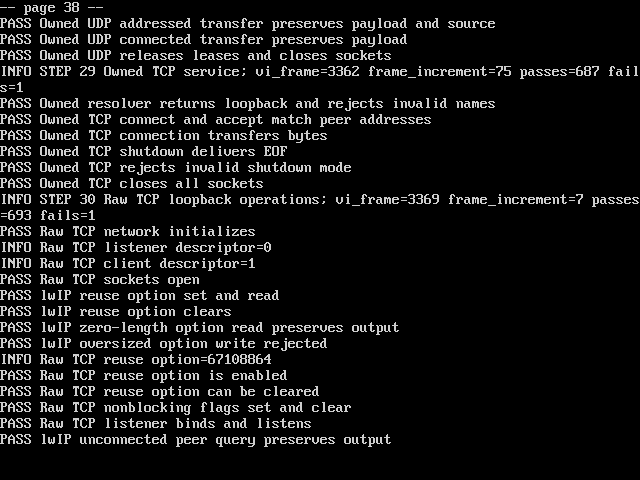 -- page 38 --
PASS Owned UDP addressed transfer preserves payload and source
PASS Owned UDP connected transfer preserves payload
PASS Owned UDP releases leases and closes sockets
INFO STEP 29 Owned TCP service; vi_frame=3362 frame_increment=75 passes=687 fail
s=1
PASS Owned resolver returns loopback and rejects invalid names
PASS Owned TCP connect and accept match peer addresses
PASS Owned TCP connection transfers bytes
PASS Owned TCP shutdown delivers EOF
PASS Owned TCP rejects invalid shutdown mode
PASS Owned TCP closes all sockets
INFO STEP 30 Raw TCP loopback operations; vi_frame=3369 frame_increment=7 passes
=693 fails=1
PASS Raw TCP network initializes
INFO Raw TCP listener descriptor=0
INFO Raw TCP client descriptor=1
PASS Raw TCP sockets open
PASS lwIP reuse option set and read
PASS lwIP reuse option clears
PASS lwIP zero-length option read preserves output
PASS lwIP oversized option write rejected
INFO Raw TCP reuse option=67108864
PASS Raw TCP reuse option is enabled
PASS Raw TCP reuse option can be cleared
PASS Raw TCP nonblocking flags set and clear
PASS Raw TCP listener binds and listens
PASS lwIP unconnected peer query preserves output